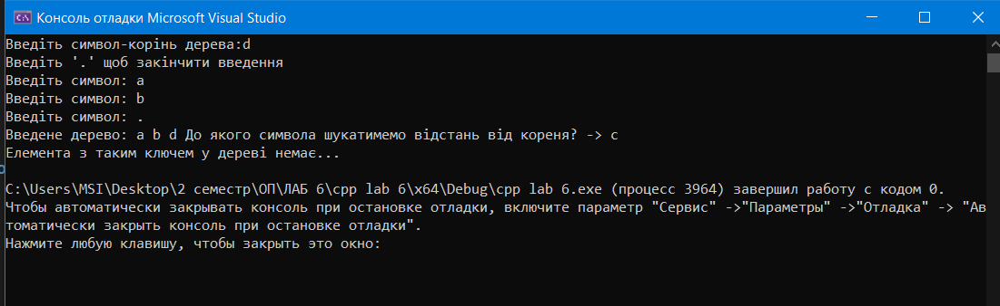 Консоль отладки Microsoft Visual Studio
Введіть символ-корінь дерева:d
Введіть '.' щоб закінчити введення
Введіть символ: a
Введіть символ: b
Введіть символ: .
Введене дерево: a b d До якого символа шукатимемо відстань від кореня? -> c
Елемента з таким ключем у дереві немає...
C:\Users\MSI\Desktop\2 семестр\ОП\ЛАБ 6\cpp lab 6\x64\Debug\cpp lab 6.exe (процесс 3964) завершил работу с кодом 0.
Чтобы автоматически закрывать консоль при остановке отладки, включите параметр "Сервис" ->"Параметры" ->"Отладка" -> "Ав
томатически закрыть консоль при остановке отладки".
Нажмите любую клавишу, чтобы закрыть это окно: